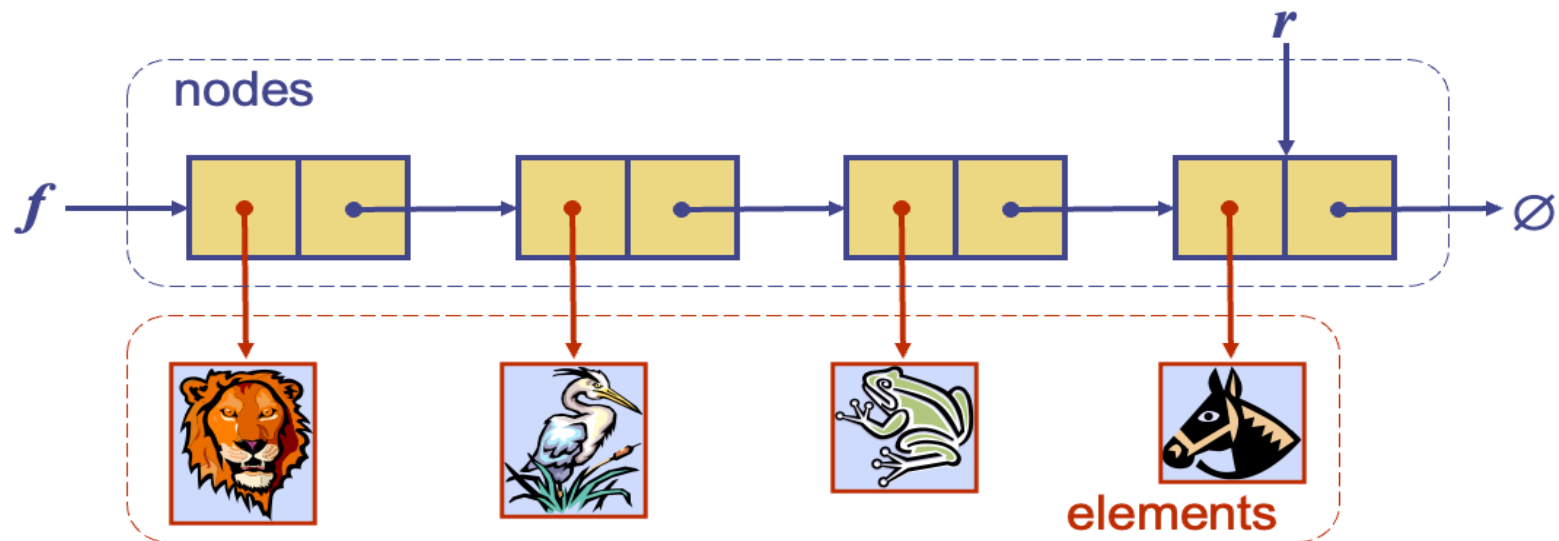 r
nodes
f
∅
elements